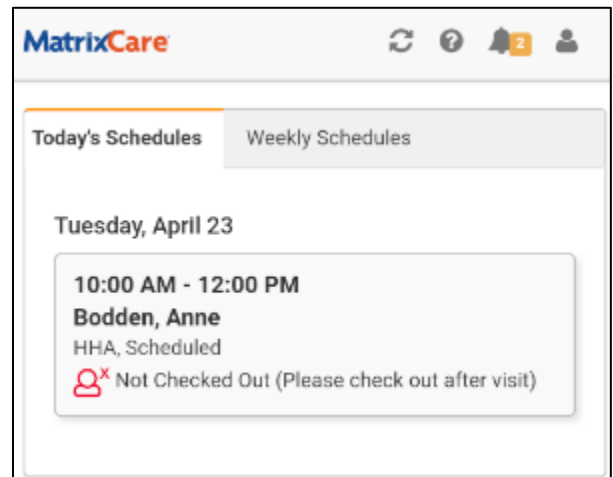 MatrixCare
2
Today's Schedules Weekly Schedules
Tuesday, April 23
10:00 AM - 12:00 PM
Bodden, Anne
HHA, Scheduled
Not Checked Out (Please check out after visit)